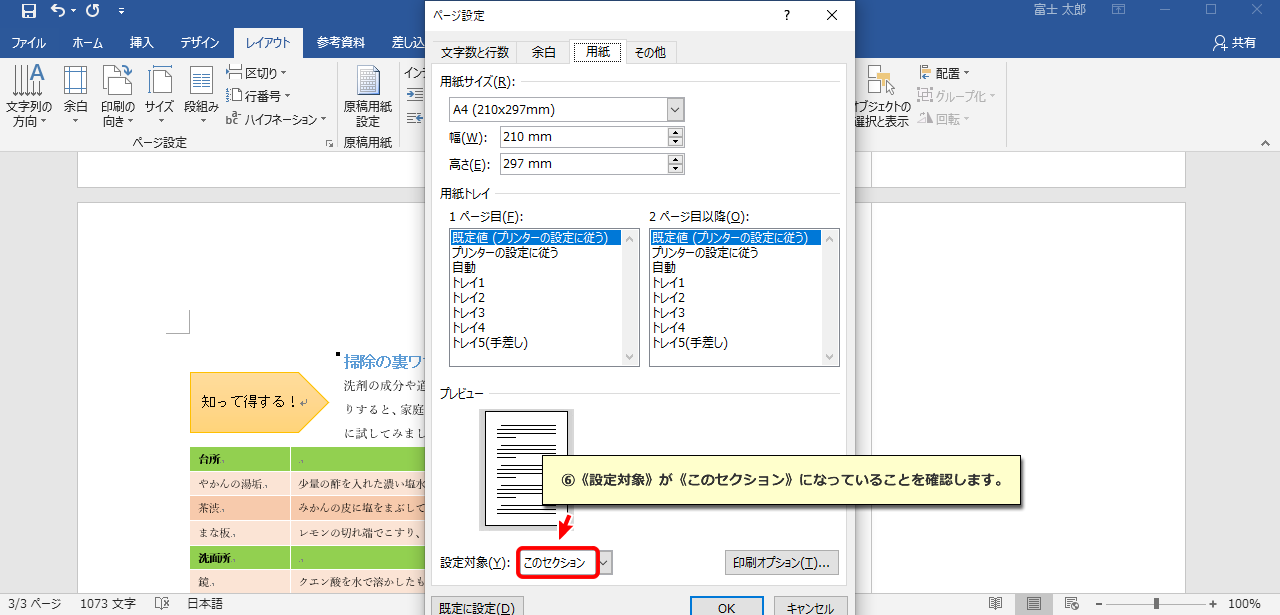 ページ設定
富士 太郎
ファイル ホーム 挿入 デザイン レイアウト 参考資料 差し込
共有
文字列の方向
余白
印刷の向き
サイズ
段組み
区切り
行番号
ハイフネーション
ページ設定
原稿用紙設定
原稿用紙
インデ
オブジェクトの選択と表示
配置
グループ化
回転
文字数と行数 余白 用紙 その他
用紙サイズ(R):
A4 (210x297mm)
幅(W): 210 mm
高さ(E): 297 mm
用紙トレイ
1 ページ目(F):
既定値 (プリンターの設定に従う)
プリンターの設定に従う
自動
トレイ1
トレイ2
トレイ3
トレイ4
トレイ5(手差し)
2 ページ目以降(O):
既定値 (プリンターの設定に従う)
プリンターの設定に従う
自動
トレイ1
トレイ2
トレイ3
トレイ4
トレイ5(手差し)
プレビュー
⑥《設定対象》が《このセクション》になっていることを確認します。
設定対象(Y): このセクション
印刷オプション(T)...
既定に設定(D)
OK
キャンセル
掃除の裏ワ
知って得する！
洗剤の成分や道
りすると、家庭
に試してみまし
台所
やかんの湯垢 少量の酢を入れた濃い塩水
茶渋 みかんの皮に塩をまぶして
まな板 レモンの切れ端でこすり、
洗面所
鏡 クエン酸を水で溶かしたも
3/3 ページ 1073 文字 日本語
100%